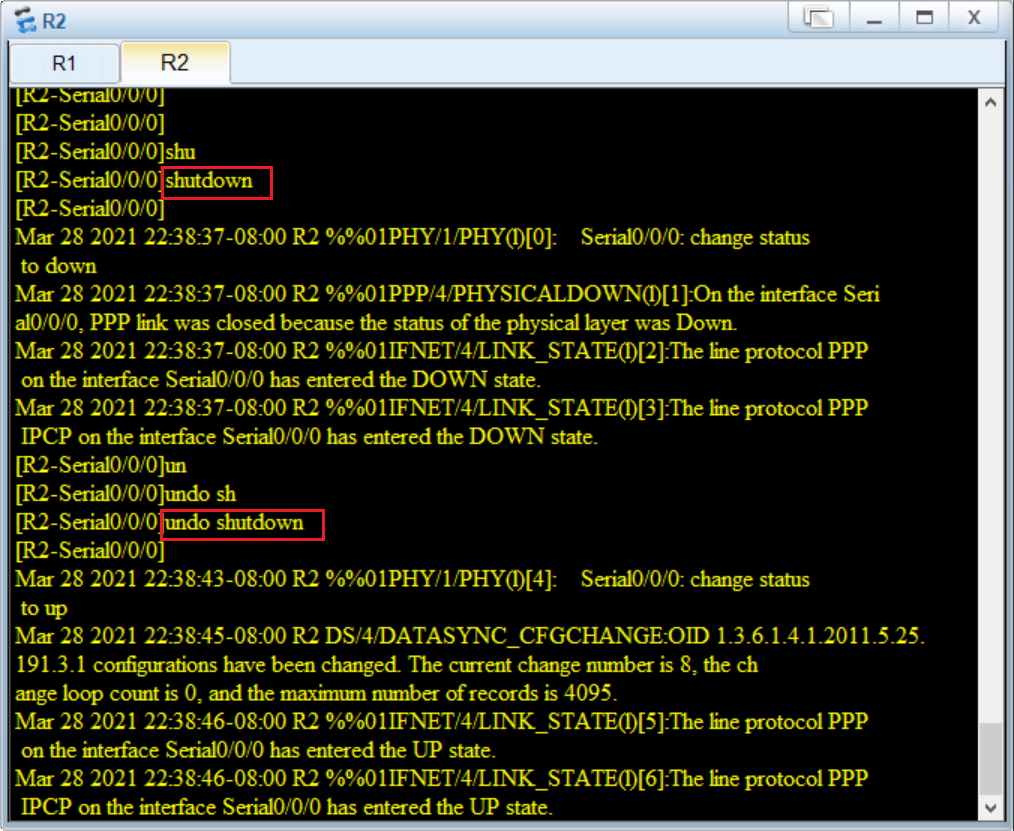 R2
R1
R2
[R2-Serial0/0/0]
[R2-Serial0/0/0]
[R2-Serial0/0/0]shu
[R2-Serial0/0/0]shutdown
[R2-Serial0/0/0]
Mar 28 2021 22:38:37-08:00 R2 %%01PHY/1/PHY(l)[0]:    Serial0/0/0: change status
 to down
Mar 28 2021 22:38:37-08:00 R2 %%01PPP/4/PHYSICALDOWN(l)[1]:On the interface Seri
al0/0/0, PPP link was closed because the status of the physical layer was Down.
Mar 28 2021 22:38:37-08:00 R2 %%01IFNET/4/LINK_STATE(l)[2]:The line protocol PPP
 on the interface Serial0/0/0 has entered the DOWN state.
Mar 28 2021 22:38:37-08:00 R2 %%01IFNET/4/LINK_STATE(l)[3]:The line protocol PPP
 IPCP on the interface Serial0/0/0 has entered the DOWN state.
[R2-Serial0/0/0]un
[R2-Serial0/0/0]undo sh
[R2-Serial0/0/0]undo shutdown
[R2-Serial0/0/0]
Mar 28 2021 22:38:43-08:00 R2 %%01PHY/1/PHY(l)[4]:    Serial0/0/0: change status
 to up
Mar 28 2021 22:38:45-08:00 R2 DS/4/DATASYNC_CFGCHANGE:OID 1.3.6.1.4.1.2011.5.25.
191.3.1 configurations have been changed. The current change number is 8, the ch
ange loop count is 0, and the maximum number of records is 4095.
Mar 28 2021 22:38:46-08:00 R2 %%01IFNET/4/LINK_STATE(l)[5]:The line protocol PPP
 on the interface Serial0/0/0 has entered the UP state.
Mar 28 2021 22:38:46-08:00 R2 %%01IFNET/4/LINK_STATE(l)[6]:The line protocol PPP
 IPCP on the interface Serial0/0/0 has entered the UP state.